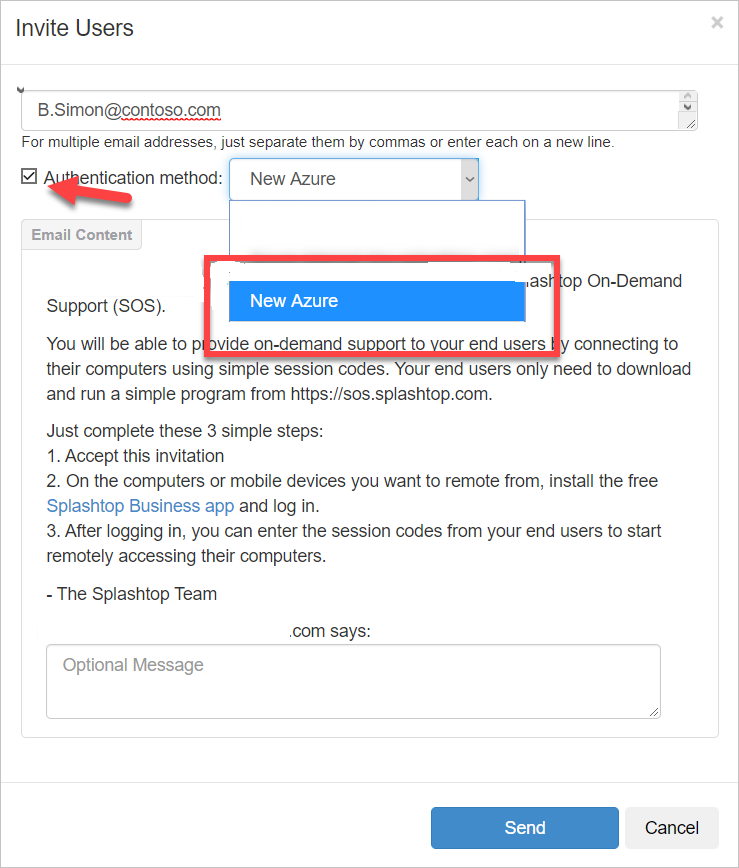 Invite Users
×
B.Simon@contoso.com
For multiple email addresses, just separate them by commas or enter each on a new line.
Authentication method: New Azure
Email Content
New Azure
On-Demand
Support (SOS).
You will be able to provide on-demand support to your end users by connecting to
their computers using simple session codes. Your end users only need to download
and run a simple program from https://sos.splashtop.com.
Just complete these 3 simple steps:
1. Accept this invitation
2. On the computers or mobile devices you want to remote from, install the free
Splashtop Business app and log in.
3. After logging in, you can enter the session codes from your end users to start
remotely accessing their computers.
- The Splashtop Team
.com says:
Optional Message
Send Cancel